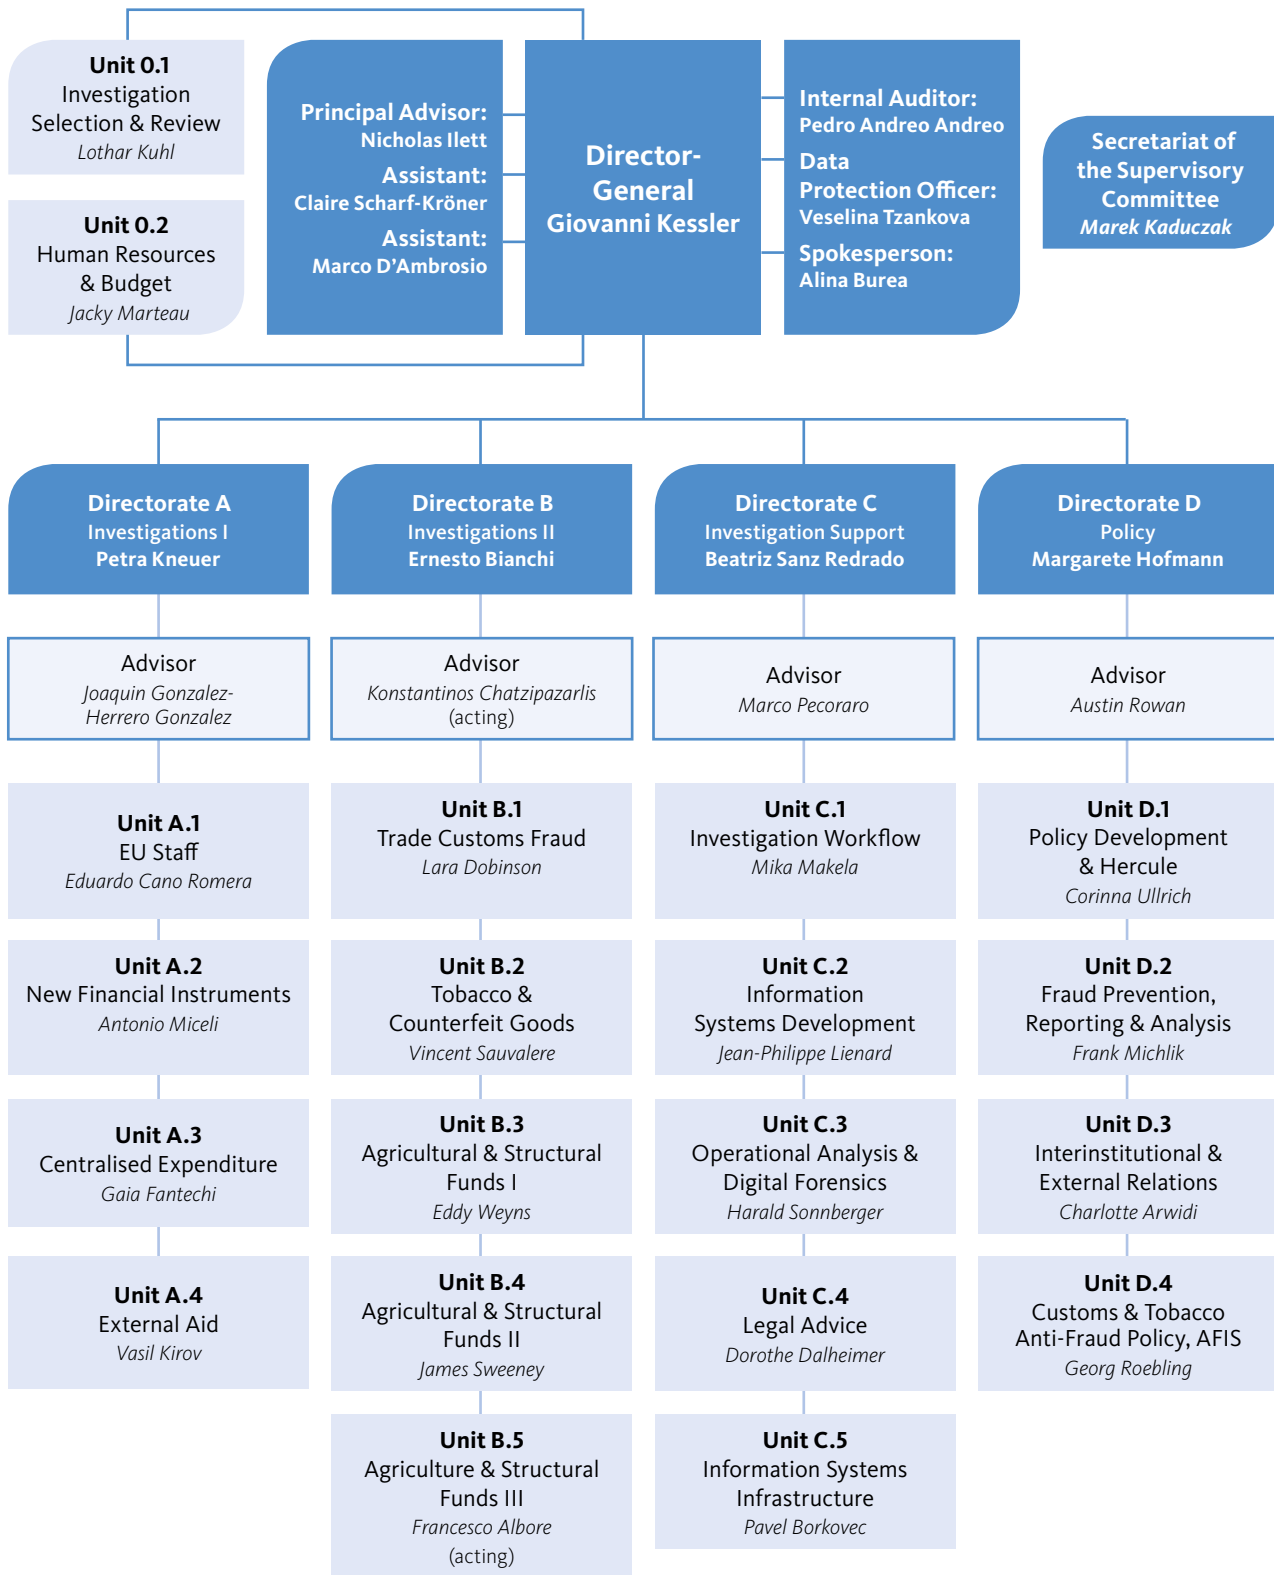 Unit 0.1
Investigation
Selection & Review
Lothar Kuhl
Unit 0.2
Human Resources
& Budget
Jacky Marteau
Principal Advisor:
Nicholas Ilett
Assistant:
Claire Scharf-Kröner
Assistant:
Marco D’Ambrosio
Director-
General
Giovanni Kessler
Internal Auditor:
Pedro Andreo Andreo
Data
Protection Officer:
Veselina Tzankova
Spokesperson:
Alina Burea
Secretariat of
the Supervisory
Committee
Marek Kaduczak
Directorate A
Investigations I
Petra Kneuer
Advisor
Joaquin Gonzalez-
Herrero Gonzalez
Unit A.1
EU Staff
Eduardo Cano Romera
Unit A.2
New Financial Instruments
Antonio Miceli
Unit A.3
Centralised Expenditure
Gaia Fantechi
Unit A.4
External Aid
Vasil Kirov
Directorate B
Investigations II
Ernesto Bianchi
Advisor
Konstantinos Chatzipazarlis
(acting)
Unit B.1
Trade Customs Fraud
Lara Dobinson
Unit B.2
Tobacco &
Counterfeit Goods
Vincent Sauvalere
Unit B.3
Agricultural & Structural
Funds I
Eddy Weyns
Unit B.4
Agricultural & Structural
Funds II
James Sweeney
Unit B.5
Agriculture & Structural
Funds III
Francesco Albore
(acting)
Directorate C
Investigation Support
Beatriz Sanz Redrado
Advisor
Marco Pecoraro
Unit C.1
Investigation Workflow
Mika Makela
Unit C.2
Information
Systems Development
Jean-Philippe Lienard
Unit C.3
Operational Analysis &
Digital Forensics
Harald Sonnberger
Unit C.4
Legal Advice
Dorothe Dalheimer
Unit C.5
Information Systems
Infrastructure
Pavel Borkovec
Directorate D
Policy
Margarete Hofmann
Advisor
Austin Rowan
Unit D.1
Policy Development
& Hercule
Corinna Ullrich
Unit D.2
Fraud Prevention,
Reporting & Analysis
Frank Michlik
Unit D.3
Interinstitutional &
External Relations
Charlotte Arwidi
Unit D.4
Customs & Tobacco
Anti-Fraud Policy, AFIS
Georg Roebling